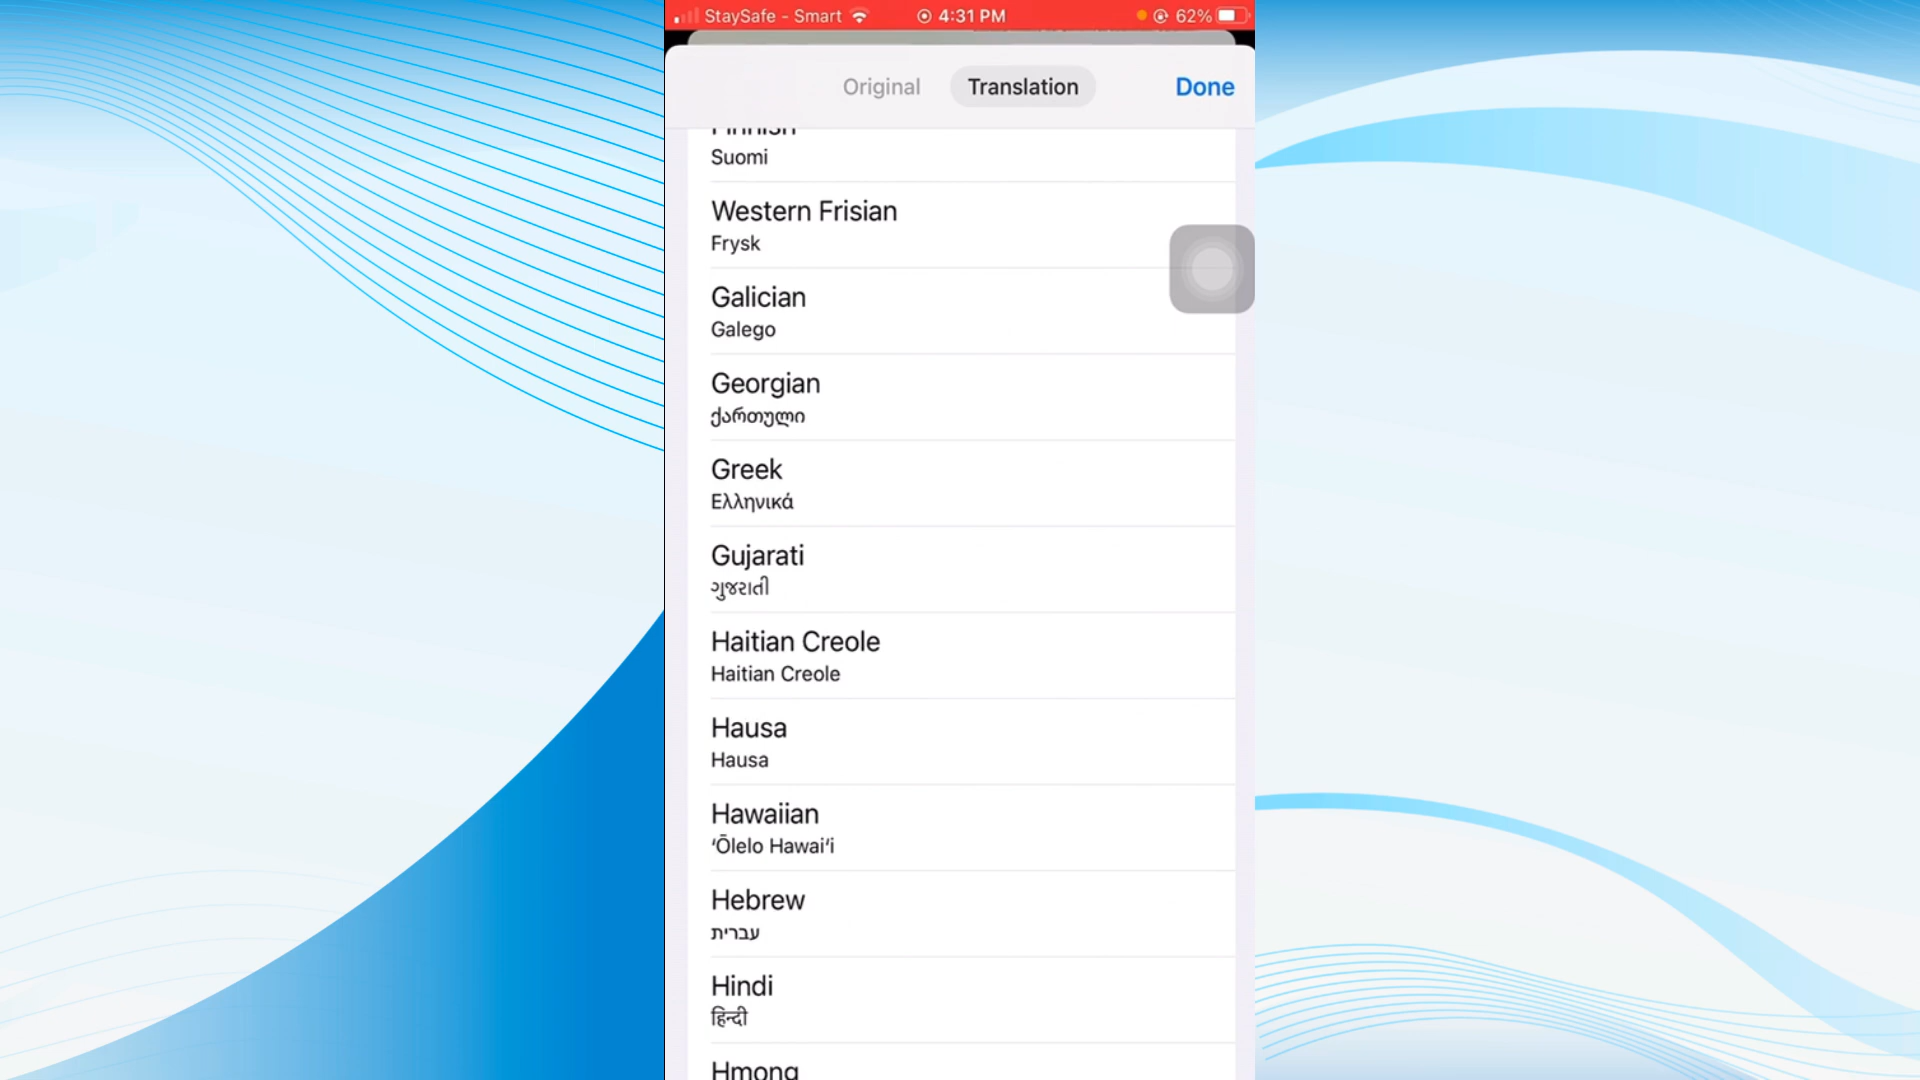 StaySafe - Smart 4:31 PM 62%
Original Translation Done
Finnish
Suomi
Western Frisian
Frysk
Galician
Galego
Georgian
ქართული
Greek
Ελληνικά
Gujarati
ગુજરાતી
Haitian Creole
Haitian Creole
Hausa
Hausa
Hawaiian
ʻŌlelo Hawaiʻi
Hebrew
עברית
Hindi
हिन्दी
Hmong